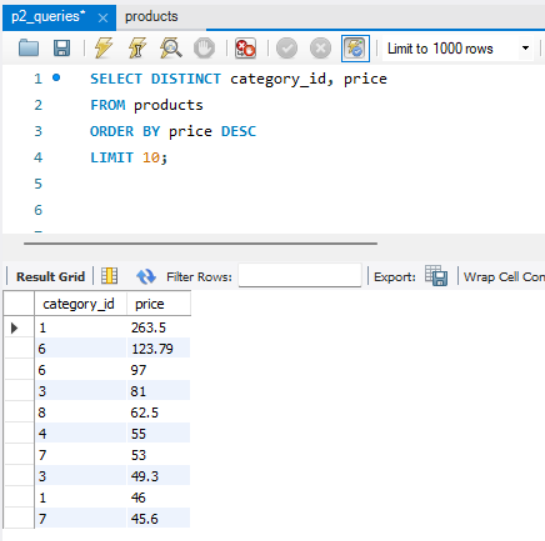 p2_queries* × products
Limit to 1000 rows
1 SELECT DISTINCT category_id, price
2 FROM products
3 ORDER BY price DESC
4 LIMIT 10;
5
6
Result Grid Filter Rows: Export: Wrap Cell Con
category_id price
1 263.5
6 123.79
6 97
3 81
8 62.5
4 55
7 53
3 49.3
1 46
7 45.6